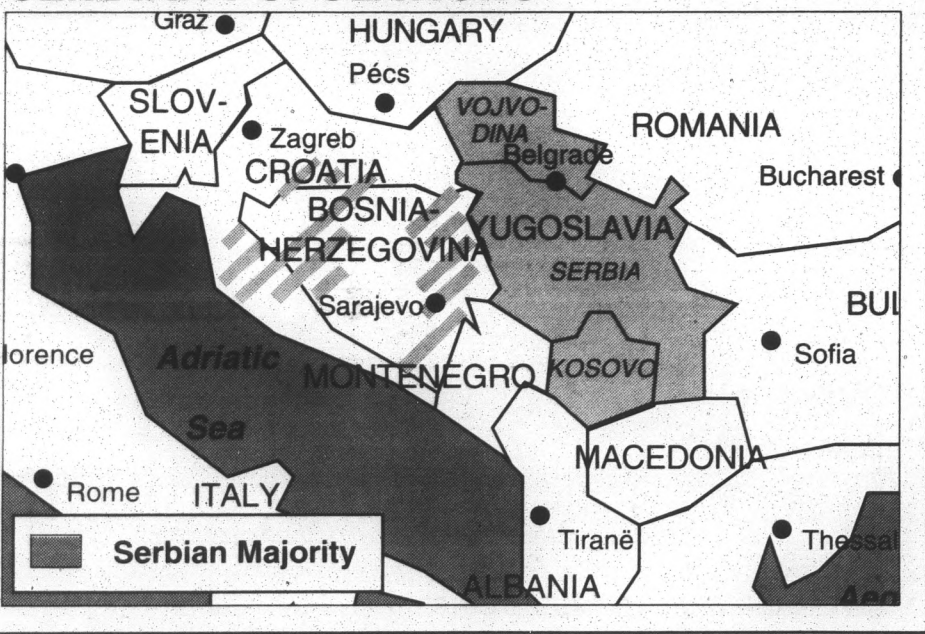 Graz
HUNGARY
Pécs
SLOV-
ENIA
Zagreb
CROATIA
VOJVO-
DINA
Belgrade
ROMANIA
Bucharest
BOSNIA-
HERZEGOVINA
YUGOSLAVIA
SERBIA
Sarajevo
BUL
lorence
Adriatic
Sea
MONTENEGRO
KOSOVO
Sofia
MACEDONIA
Rome
ITALY
Tiranë
Thessal
ALBANIA
Aeg
Serbian Majority